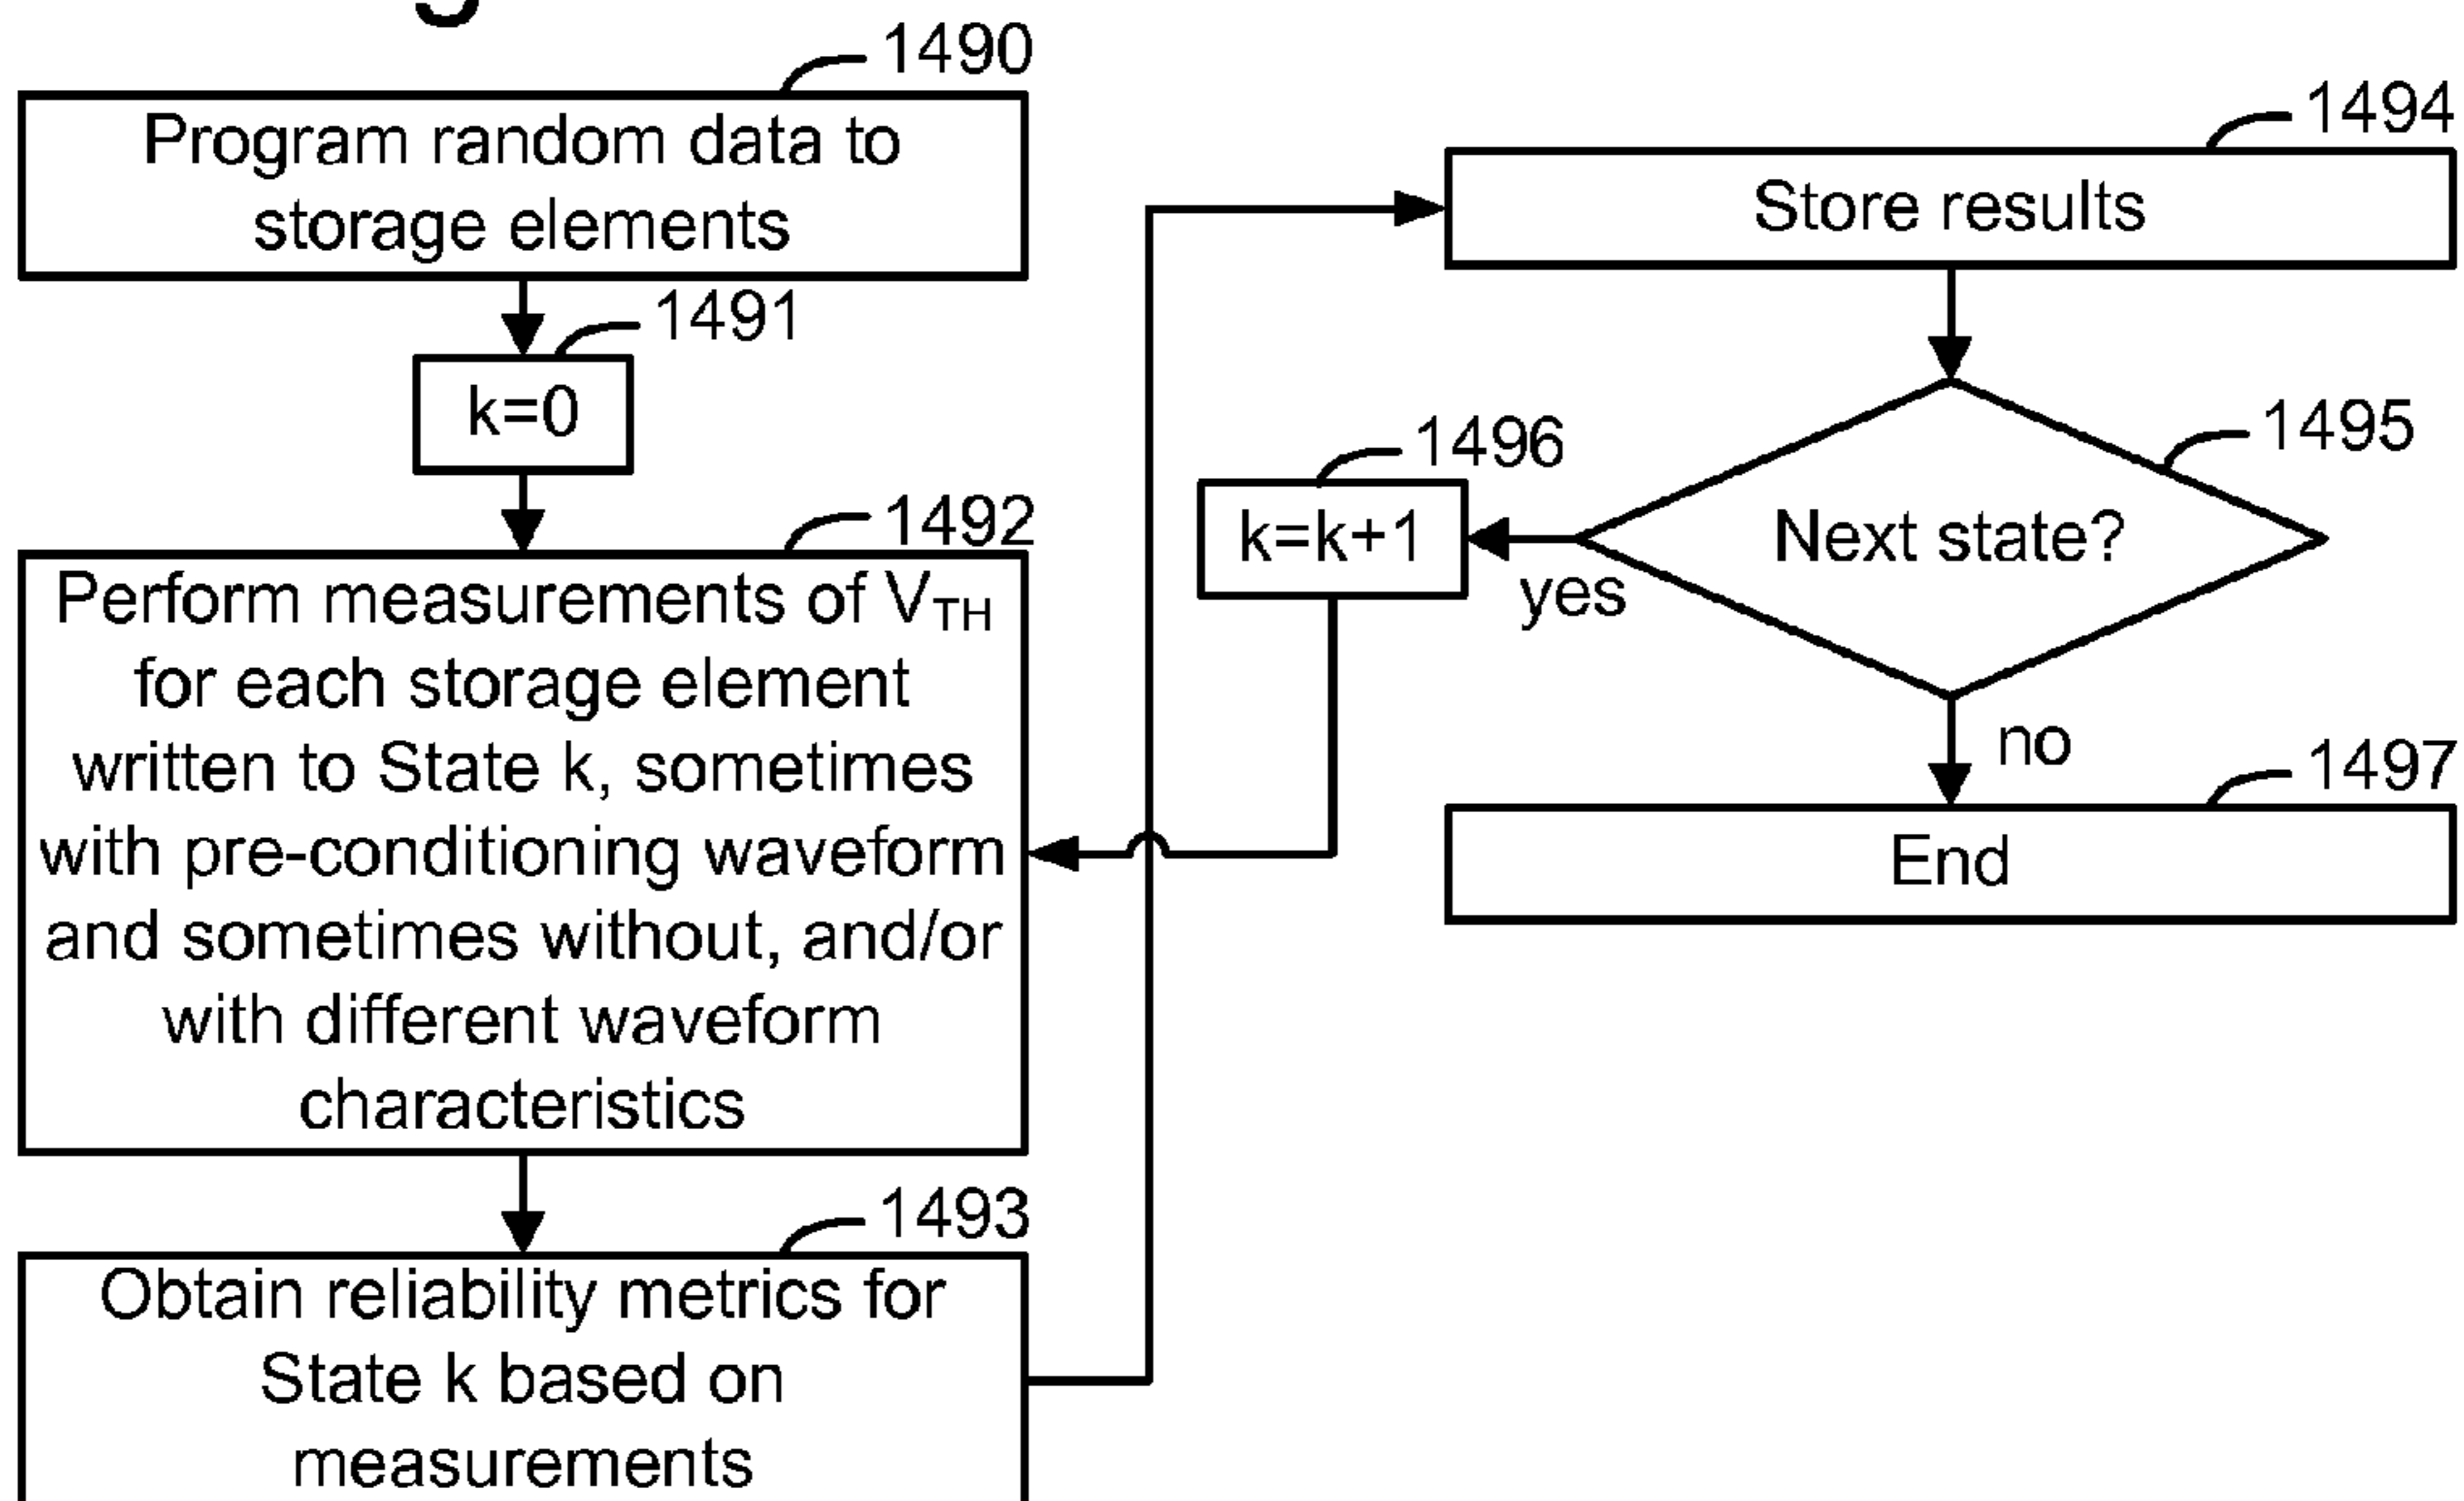 1490
Program random data to
storage elements
1491
k=0
1492
Perform measurements of VTH
for each storage element
written to State k, sometimes
with pre-conditioning waveform
and sometimes without, and/or
with different waveform
characteristics
1493
Obtain reliability metrics for
State k based on
measurements
1494
Store results
1495
Next state?
yes
1496
k=k+1
no
1497
End